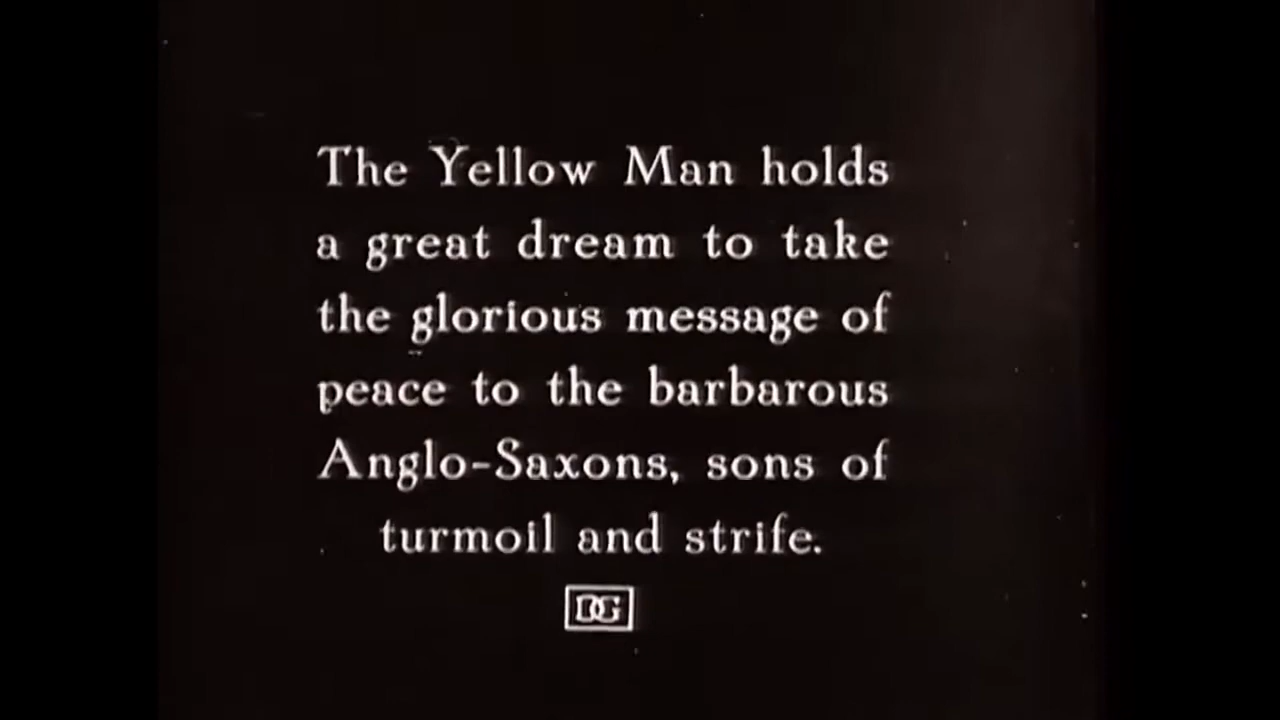 The Yellow Man holds
a great dream to take
the glorious message of
peace to the barbarous
Anglo-Saxons, sons of
turmoil and strife.
DG